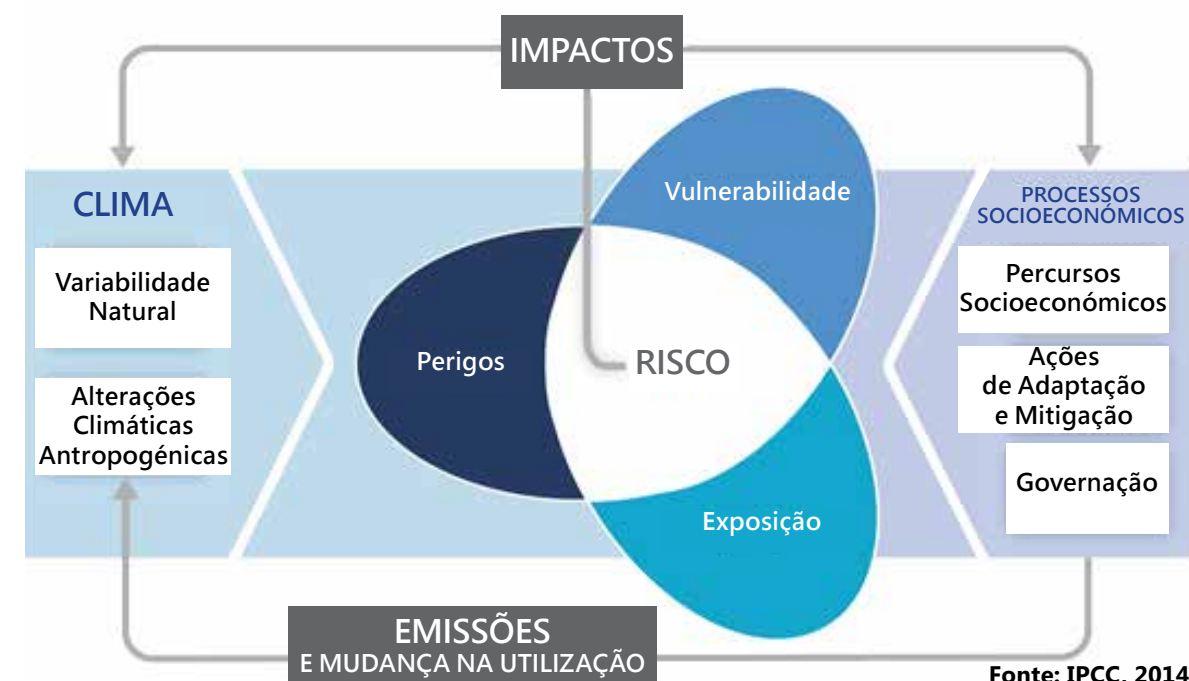 IMPACTOS
CLIMA
Variabilidade
Natural
Alterações
Climáticas
Antropogénicas
Perigos
Vulnerabilidade
RISCO
Exposição
PROCESSOS
SOCIOECONÓMICOS
Percursos
Socioeconómicos
Ações
de Adaptação
e Mitigação
Governação
EMISSÕES
E MUDANÇA NA UTILIZAÇÃO
Fonte: IPCC, 2014